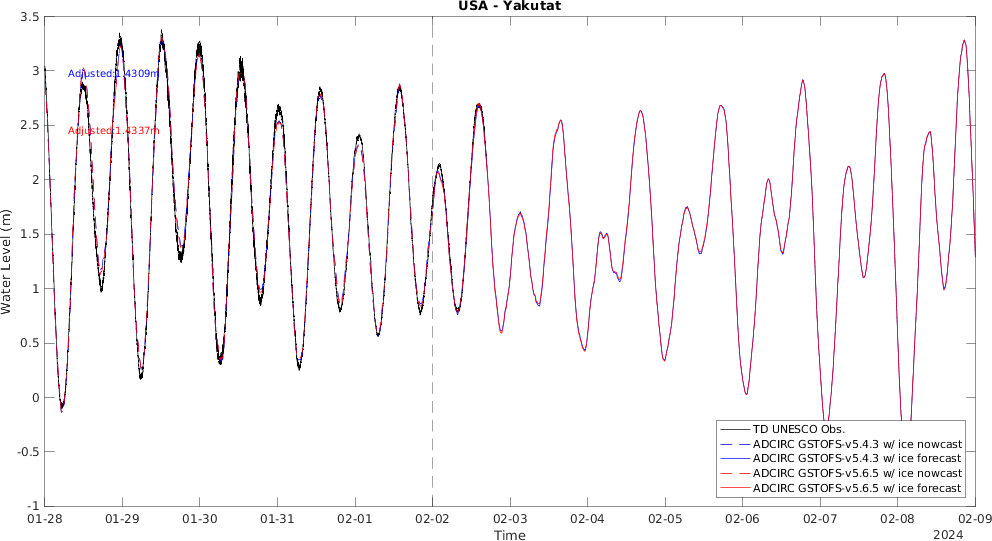 USA - Yakutat
Water Level (m)
3.5
3
2.5
2
1.5
1
0.5
0
-0.5
-1
Adjusted:1.4309m
Adjusted:1.4337m
TD UNESCO Obs.
ADCIRC GSTOFS-v5.4.3 w/ ice nowcast
ADCIRC GSTOFS-v5.4.3 w/ ice forecast
ADCIRC GSTOFS-v5.6.5 w/ ice nowcast
ADCIRC GSTOFS-v5.6.5 w/ ice forecast
01-28 01-29 01-30 01-31 02-01 02-02 02-03 02-04 02-05 02-06 02-07 02-08 02-09
Time
2024